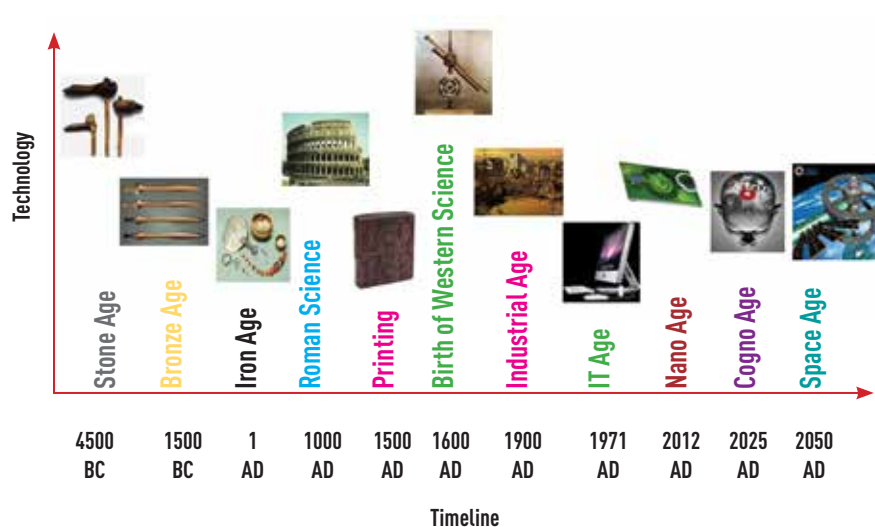 Technology
Stone Age
Bronze Age
Iron Age
Roman Science
Printing
Birth of Western Science
Industrial Age
IT Age
Nano Age
Cogno Age
Space Age
4500 BC
1500 BC
1 AD
1000 AD
1500 AD
1600 AD
1900 AD
1971 AD
2012 AD
2025 AD
2050 AD
Timeline